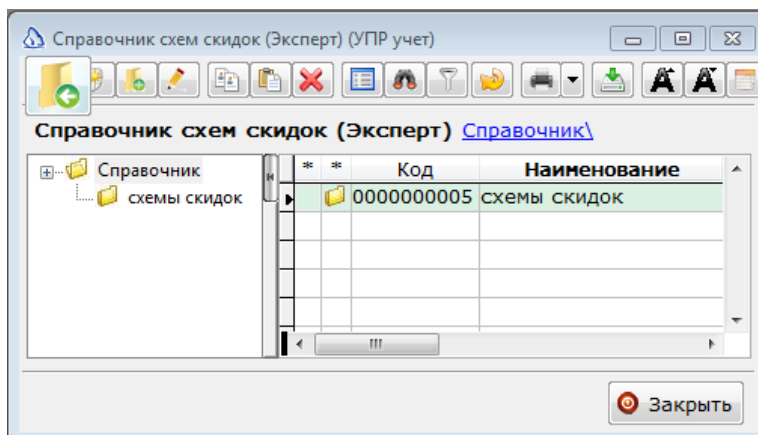 Справочник схем скидок (Эксперт) (УПР учет)
Справочник схем скидок (Эксперт) Справочник\
Справочник
схемы скидок
* * Код Наименование
0000000005 схемы скидок
Закрыть